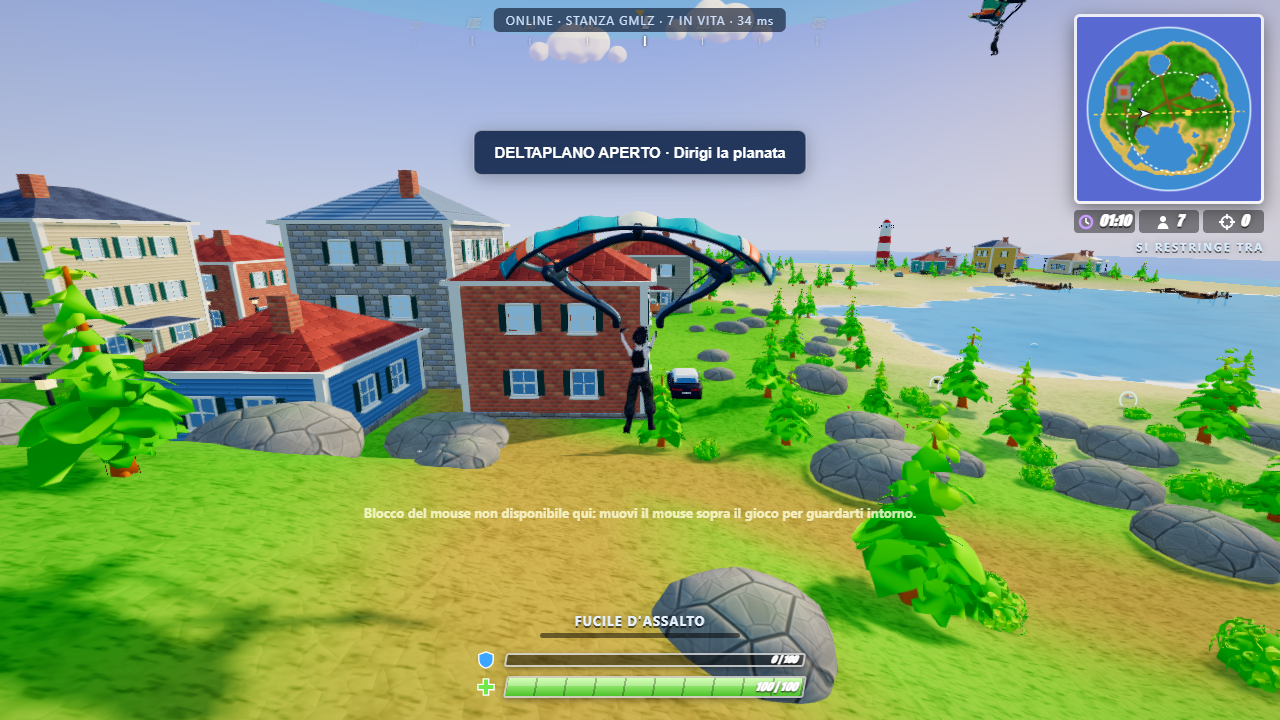 ONLINE · STANZA GMLZ · 7 IN VITA · 34 ms
DELTAPLANO APERTO · Dirigi la planata
01:10
7
0
SI RESTRINGE TRA
Blocco del mouse non disponibile qui: muovi il mouse sopra il gioco per guardarti intorno.
FUCILE D'ASSALTO
0/100
100/100